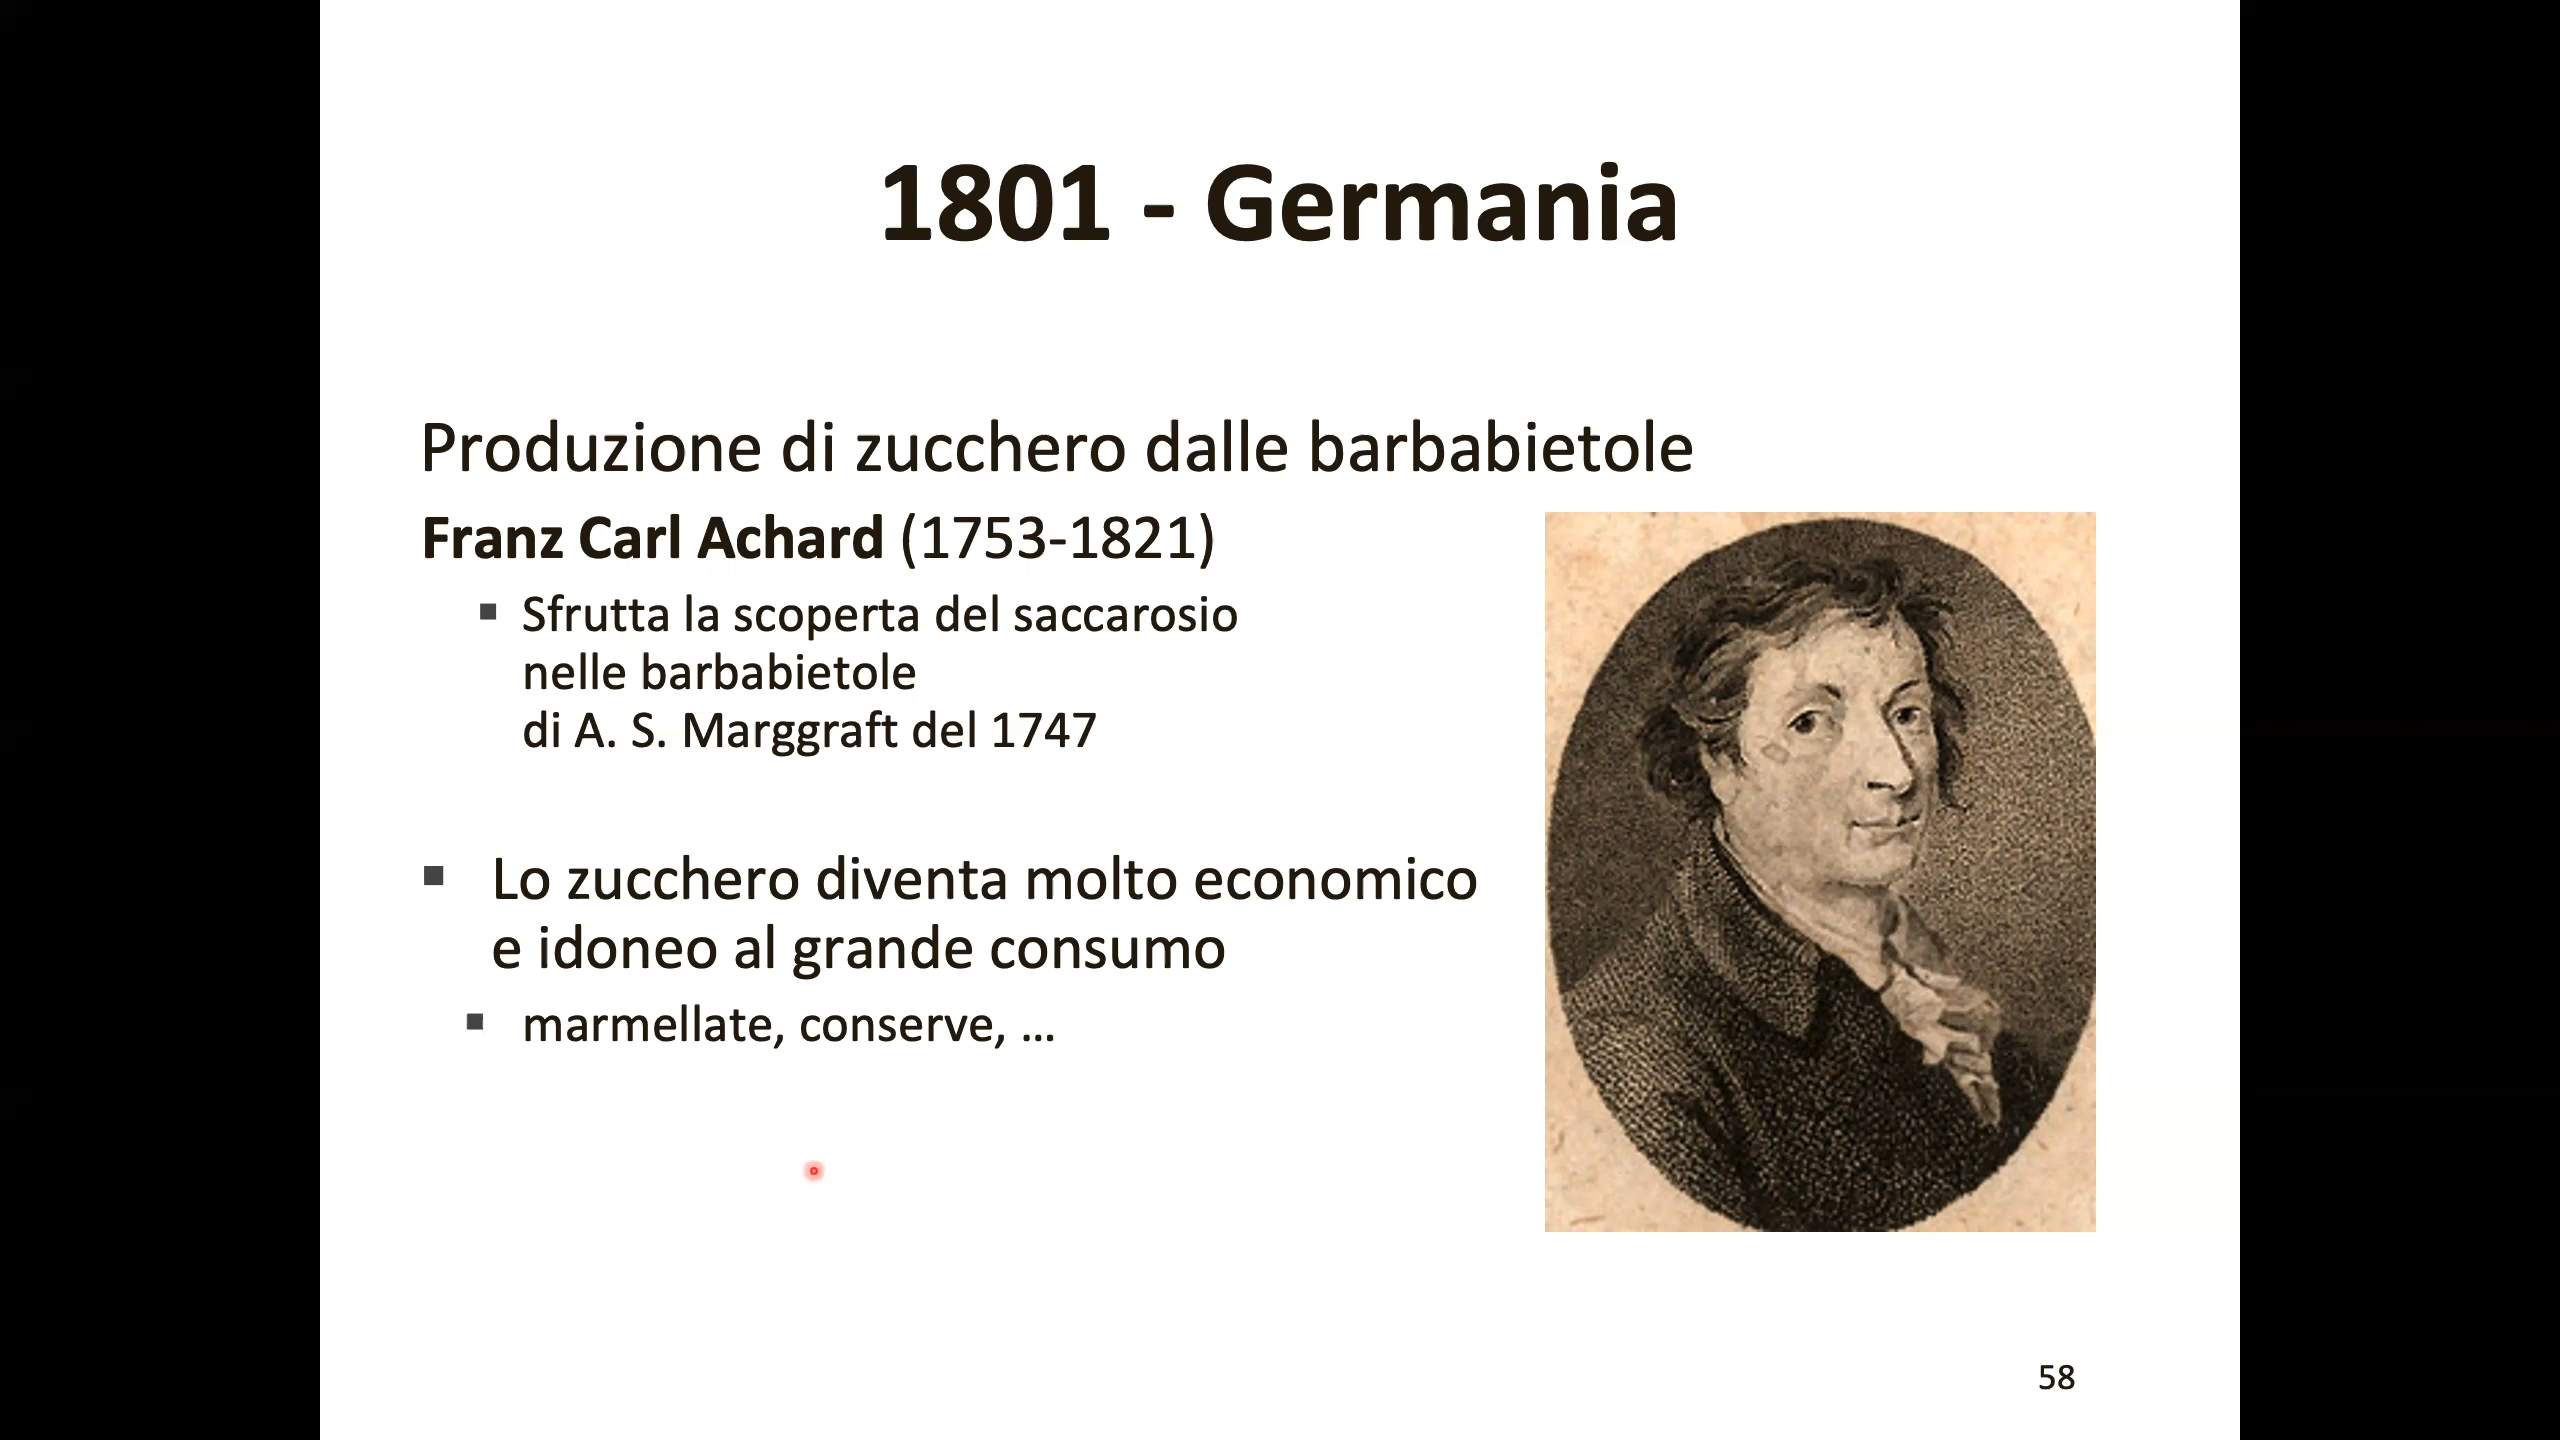 1801 - Germania
Produzione di zucchero dalle barbabietole
Franz Carl Achard (1753-1821)
▪ Sfrutta la scoperta del saccarosio
nelle barbabietole
di A. S. Marggraft del 1747
▪ Lo zucchero diventa molto economico
e idoneo al grande consumo
▪ marmellate, conserve, ...
58